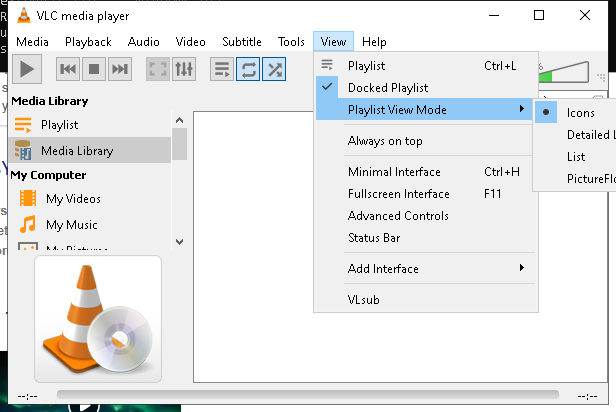 VLC media player
Media Playback Audio Video Subtitle Tools View Help
Media Library
Playlist
Media Library
My Computer
My Videos
My Music
My Pictures
Playlist Ctrl+L
Docked Playlist
Playlist View Mode
Always on top
Minimal Interface Ctrl+H
Fullscreen Interface F11
Advanced Controls
Status Bar
Add Interface
VLsub
Icons
Detailed L
List
PictureFlo
%
--:--
--:--